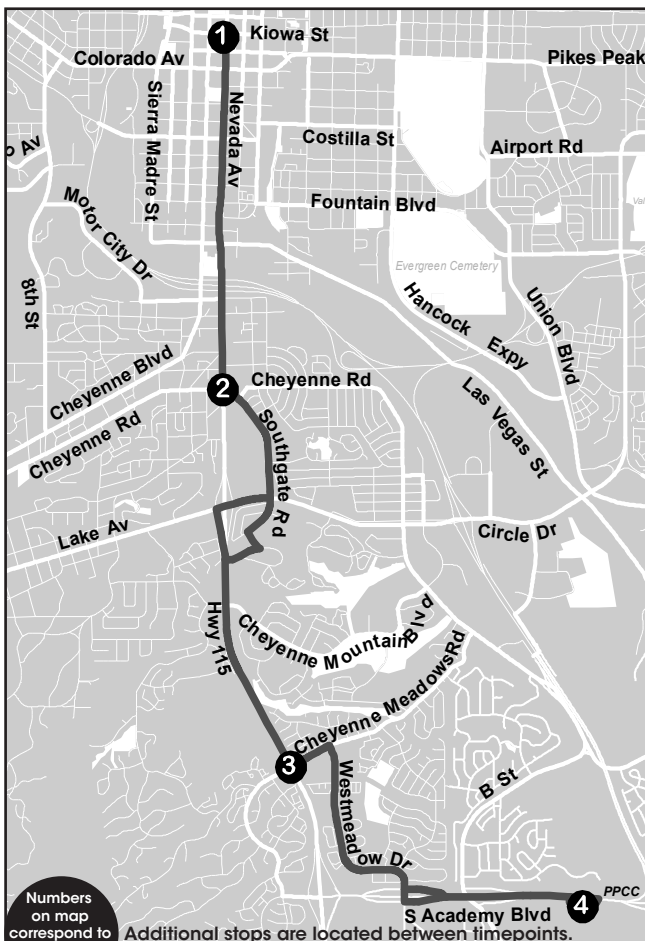 1
Kiowa St
Colorado Av
Pikes Peak
Sierra Madre St
Nevada Av
Costilla St
Airport Rd
o Av
Motor City Dr
Fountain Blvd
8th St
Evergreen Cemetery
Hancock Expy
Union Blvd
Cheyenne Blvd
2
Cheyenne Rd
Cheyenne Rd
Las Vegas St
Southgate Rd
Lake Av
Circle Dr
Hwy 115
Cheyenne Mountain Blvd
Cheyenne Meadows Rd
3
Westmeadow Dr
B St
PPCC
4
S Academy Blvd
Numbers
on map
correspond to
Additional stops are located between timepoints.